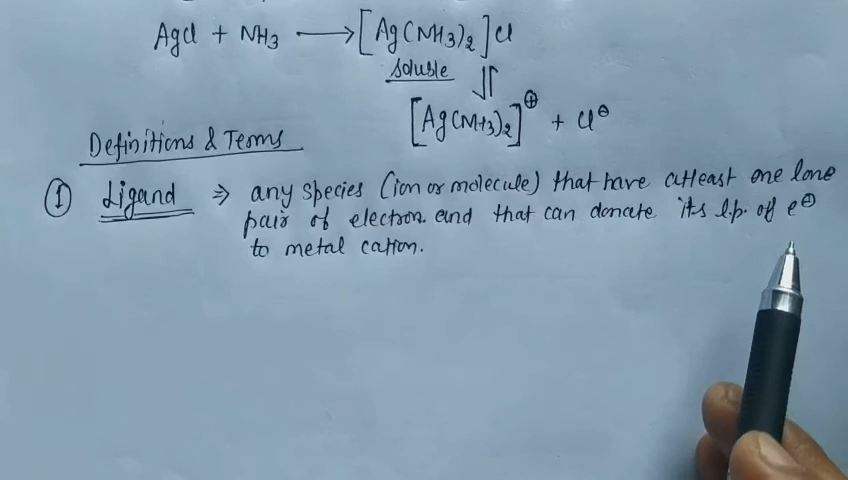 AgCl + NH3 ⟶ [Ag(NH3)2]Cl
soluble ⇌
[Ag(NH3)2]⊕ + Cl⊖
Definitions & Terms
① Ligand ⇒ any species (ion or molecule) that have atleast one lone
pair of electron and that can donate its l.p. of e⊖
to metal cation.